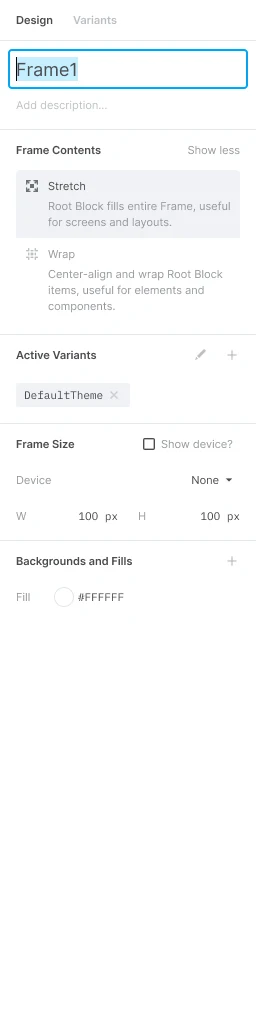 Design Variants
Frame1
Add description...
Frame Contents Show less
Stretch
Root Block fills entire Frame, useful
for screens and layouts.
Wrap
Center-align and wrap Root Block
items, useful for elements and
components.
Active Variants
DefaultTheme
Frame Size Show device?
Device None
W 100 px H 100 px
Backgrounds and Fills
Fill #FFFFFF